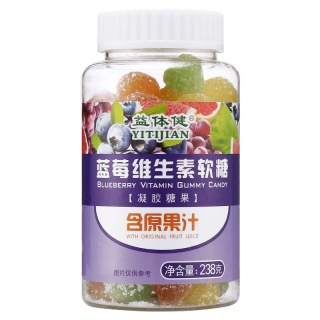 益体健®
YITIJIAN
蓝莓维生素软糖
BLUEBERRY VITAMIN GUMMY CANDY
【凝胶糖果】
含原果汁
WITH ORIGINAL FRUIT JUICE
图片仅供参考
净含量:238克